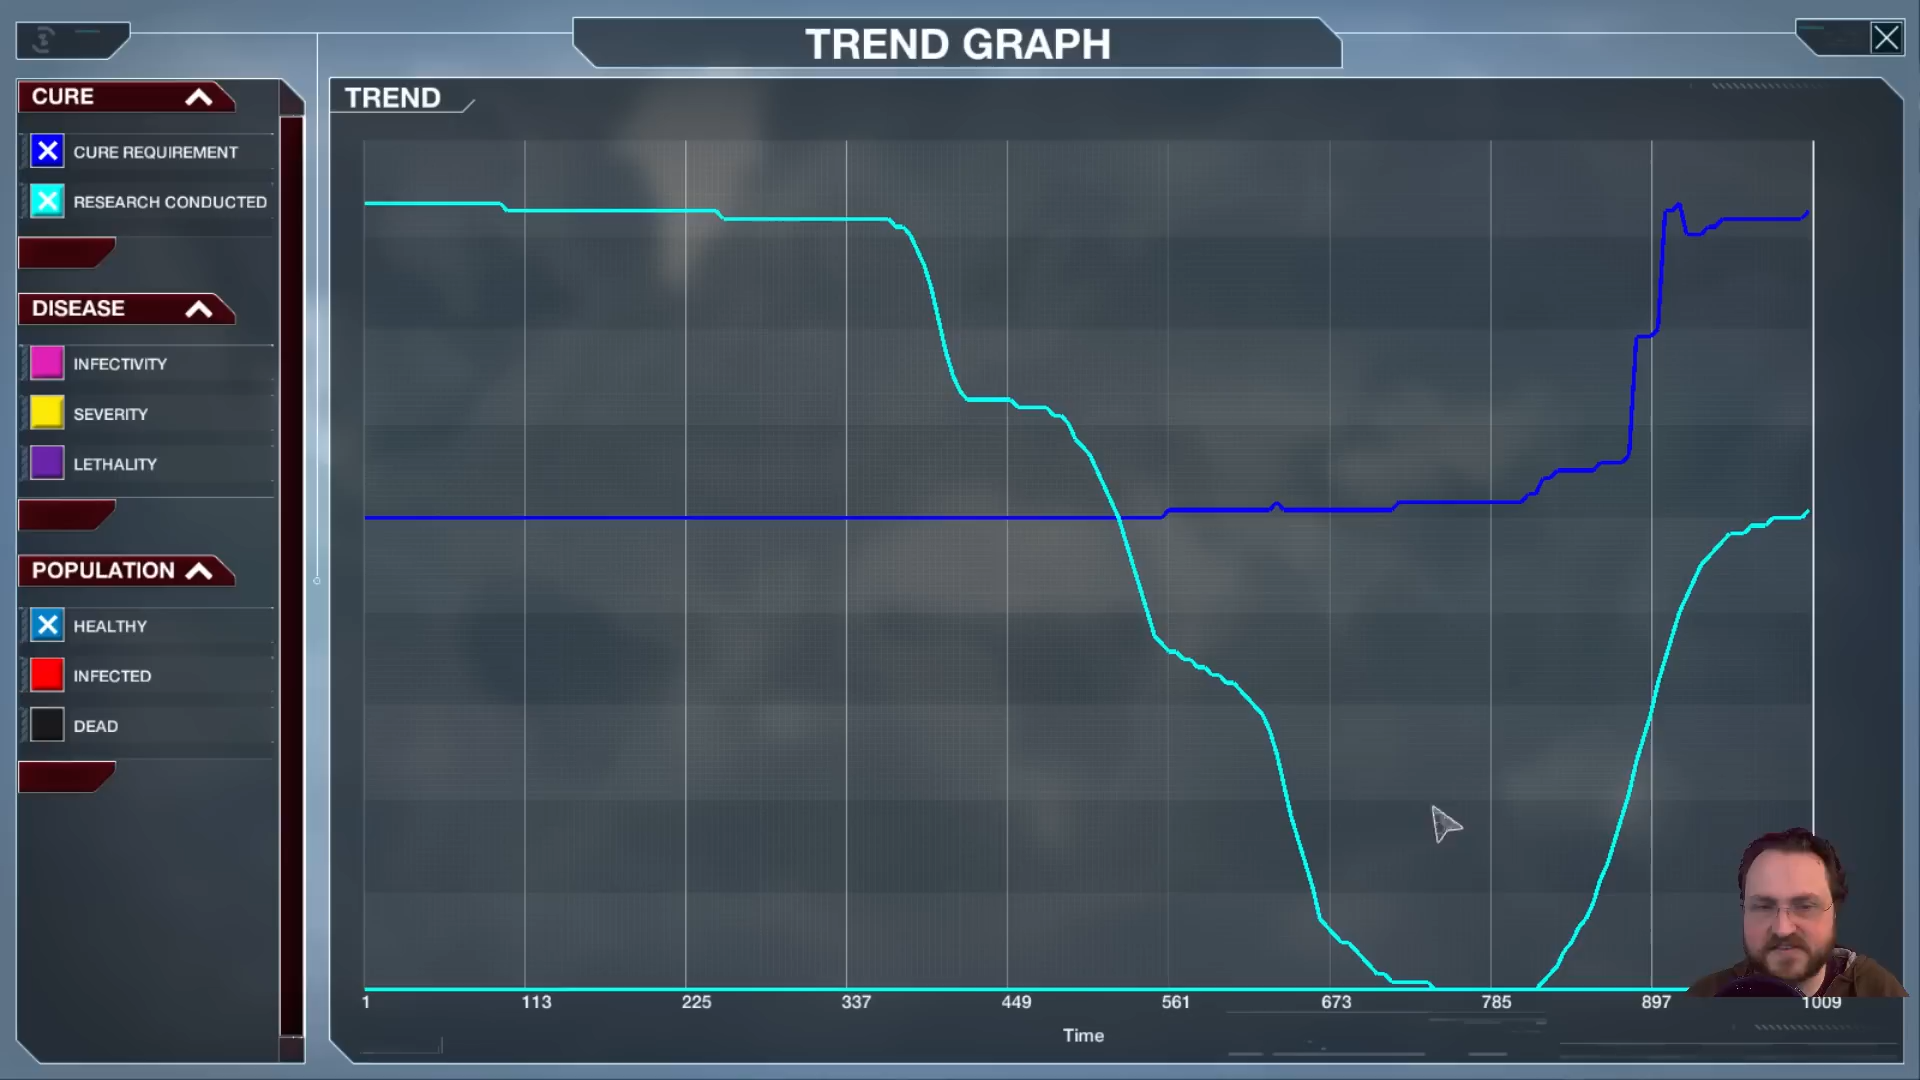 TREND GRAPH
CURE
CURE REQUIREMENT
RESEARCH CONDUCTED
DISEASE
INFECTIVITY
SEVERITY
LETHALITY
POPULATION
HEALTHY
INFECTED
DEAD
TREND
1 113 225 337 449 561 673 785 897 1009
Time